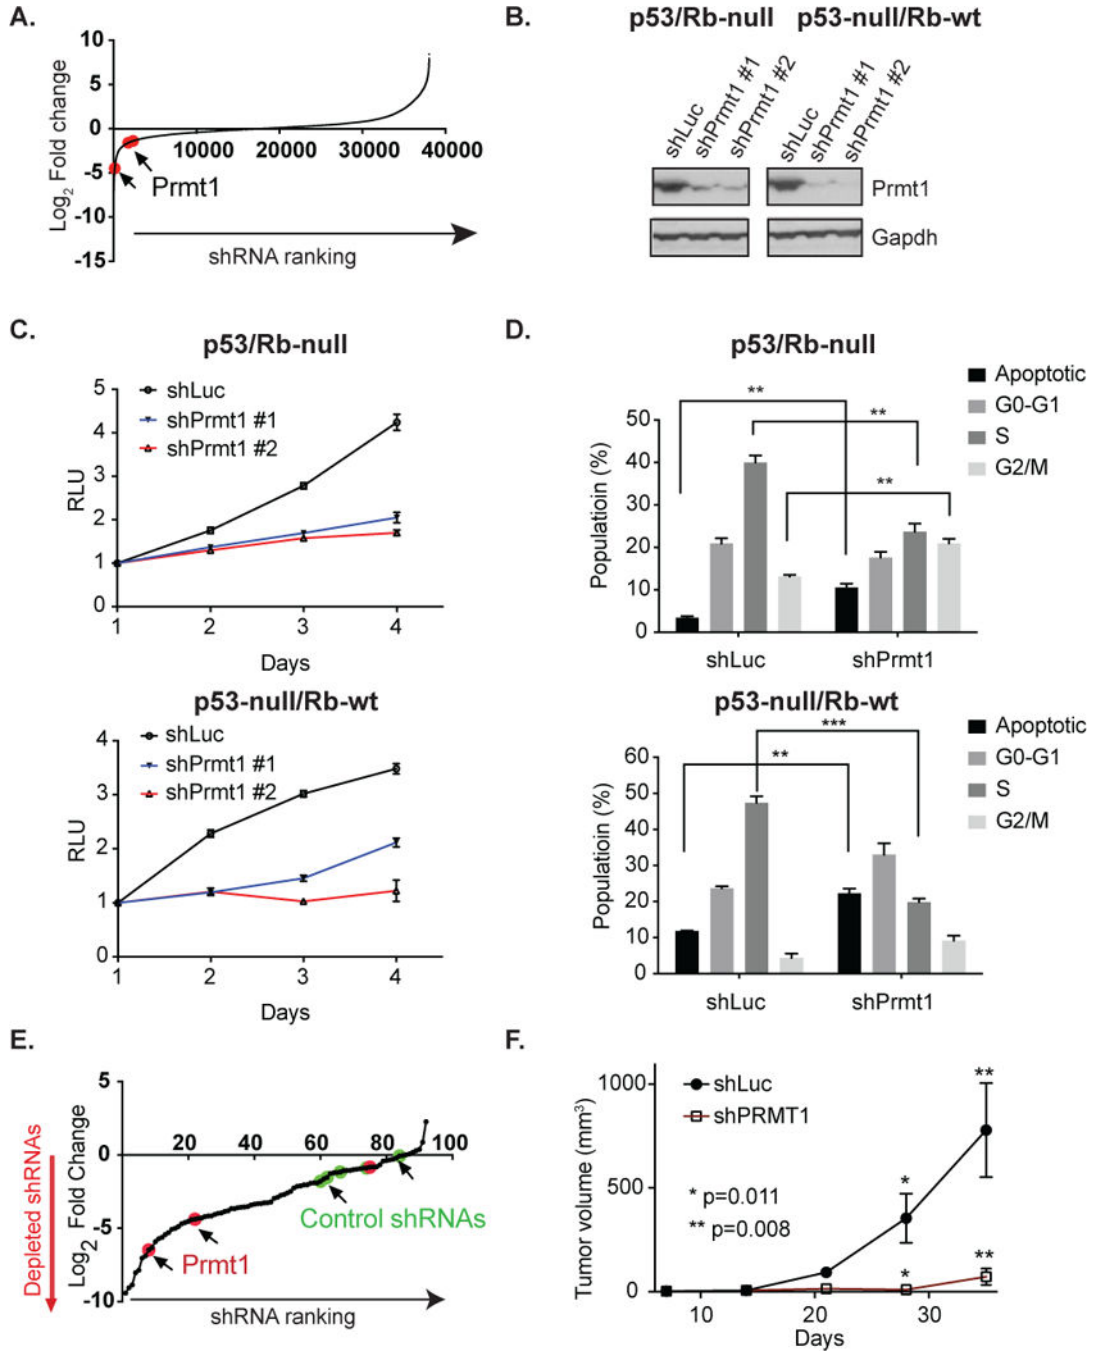 A.
10
5
0
-5
-10
-15
Log2 Fold change
10000 20000 30000 40000
Prmt1
shRNA ranking
B.
p53/Rb-null p53-null/Rb-wt
shLuc shPrmt1 #1 shPrmt1 #2 shLuc shPrmt1 #1 shPrmt1 #2
Prmt1
Gapdh
C.
p53/Rb-null
shLuc
shPrmt1 #1
shPrmt1 #2
5
4
3
2
1
0
RLU
1 2 3 4
Days
p53-null/Rb-wt
shLuc
shPrmt1 #1
shPrmt1 #2
4
3
2
1
0
RLU
1 2 3 4
Days
D.
p53/Rb-null
Apoptotic
G0-G1
S
G2/M
**
**
**
50
40
30
20
10
0
Populatioin (%)
shLuc shPrmt1
p53-null/Rb-wt
Apoptotic
G0-G1
S
G2/M
***
**
60
50
40
30
20
10
0
Populatioin (%)
shLuc shPrmt1
E.
Depleted shRNAs
Log2 Fold Change
5
0
-5
-10
20 40 60 80 100
Control shRNAs
Prmt1
shRNA ranking
F.
Tumor volume (mm3)
1000
500
0
shLuc
shPRMT1
* p=0.011
** p=0.008
*
**
*
**
10 20 30
Days